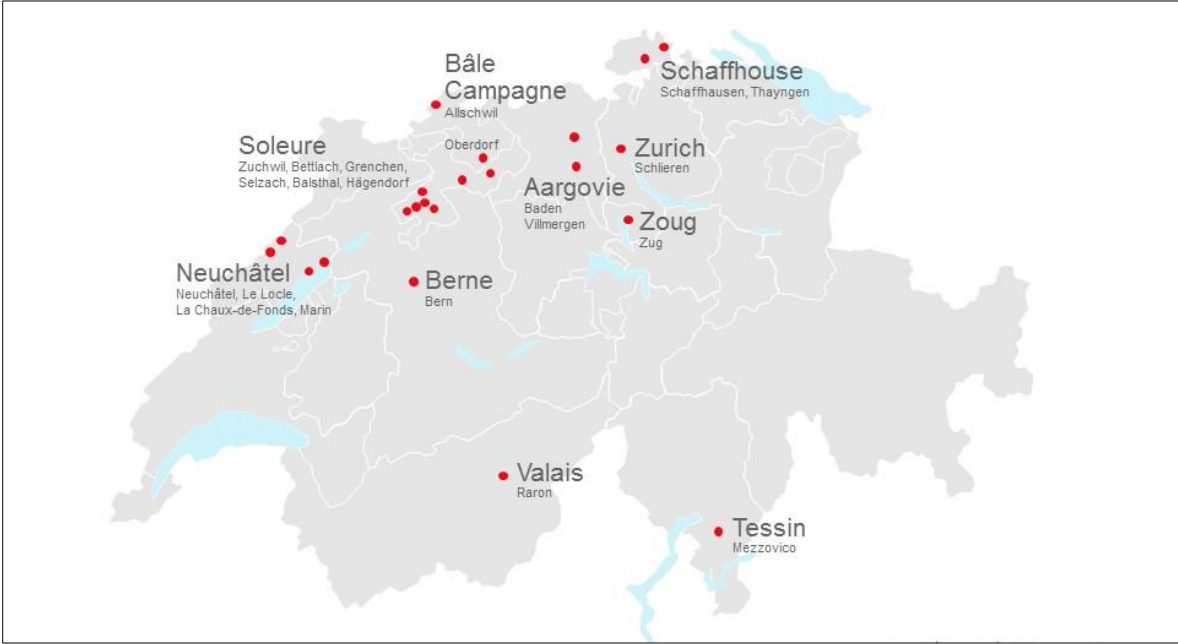 Bâle
Campagne
Allschwil
Oberdorf
Schaffhouse
Schaffhausen, Thayngen
Soleure
Zuchwil, Bettlach, Grenchen,
Selzach, Balsthal, Hägendorf
Zurich
Schlieren
Aargovie
Baden
Villmergen
Zoug
Zug
Neuchâtel
Neuchâtel, Le Locle,
La Chaux-de-Fonds, Marin
Berne
Bern
Valais
Raron
Tessin
Mezzovico